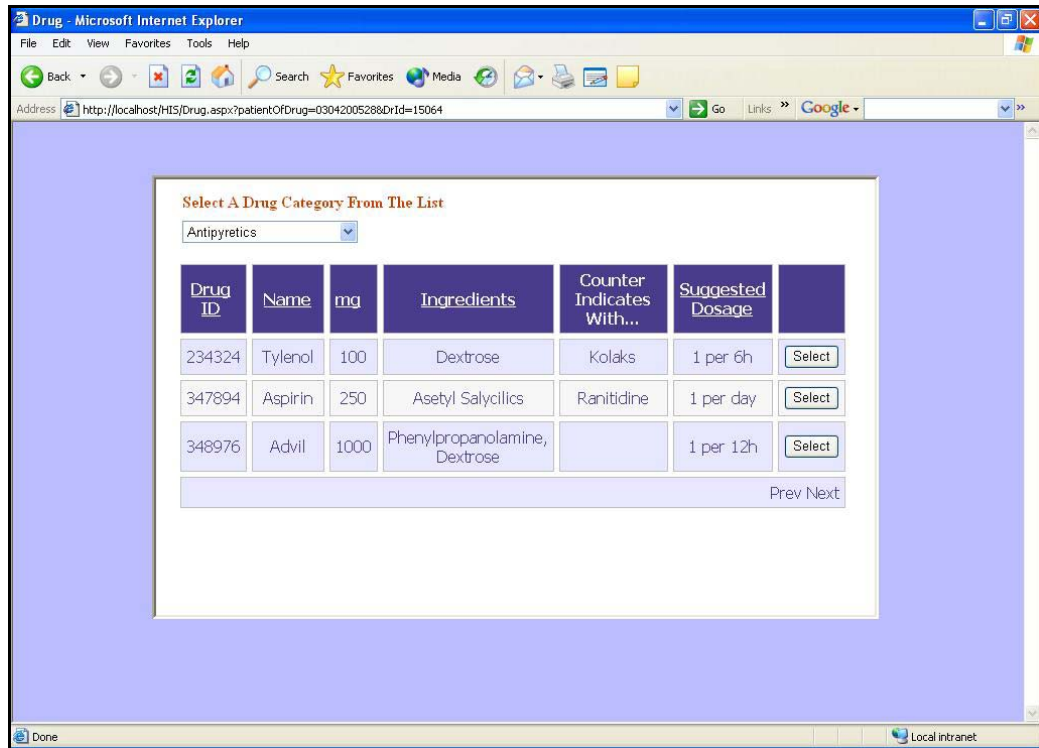 Drug - Microsoft Internet Explorer
File Edit View Favorites Tools Help
Back Search Favorites Media
Address http://localhost/HIS/Drug.aspx?patientOfDrug=0304200528&DrId=15064 Go Links » Google »
Select A Drug Category From The List
Antipyretics
Drug ID Name mg Ingredients Counter Indicates With... Suggested Dosage
234324 Tylenol 100 Dextrose Kolaks 1 per 6h Select
347894 Aspirin 250 Asetyl Salycilics Ranitidine 1 per day Select
348976 Advil 1000 Phenylpropanolamine, Dextrose 1 per 12h Select
Prev Next
Done Local intranet